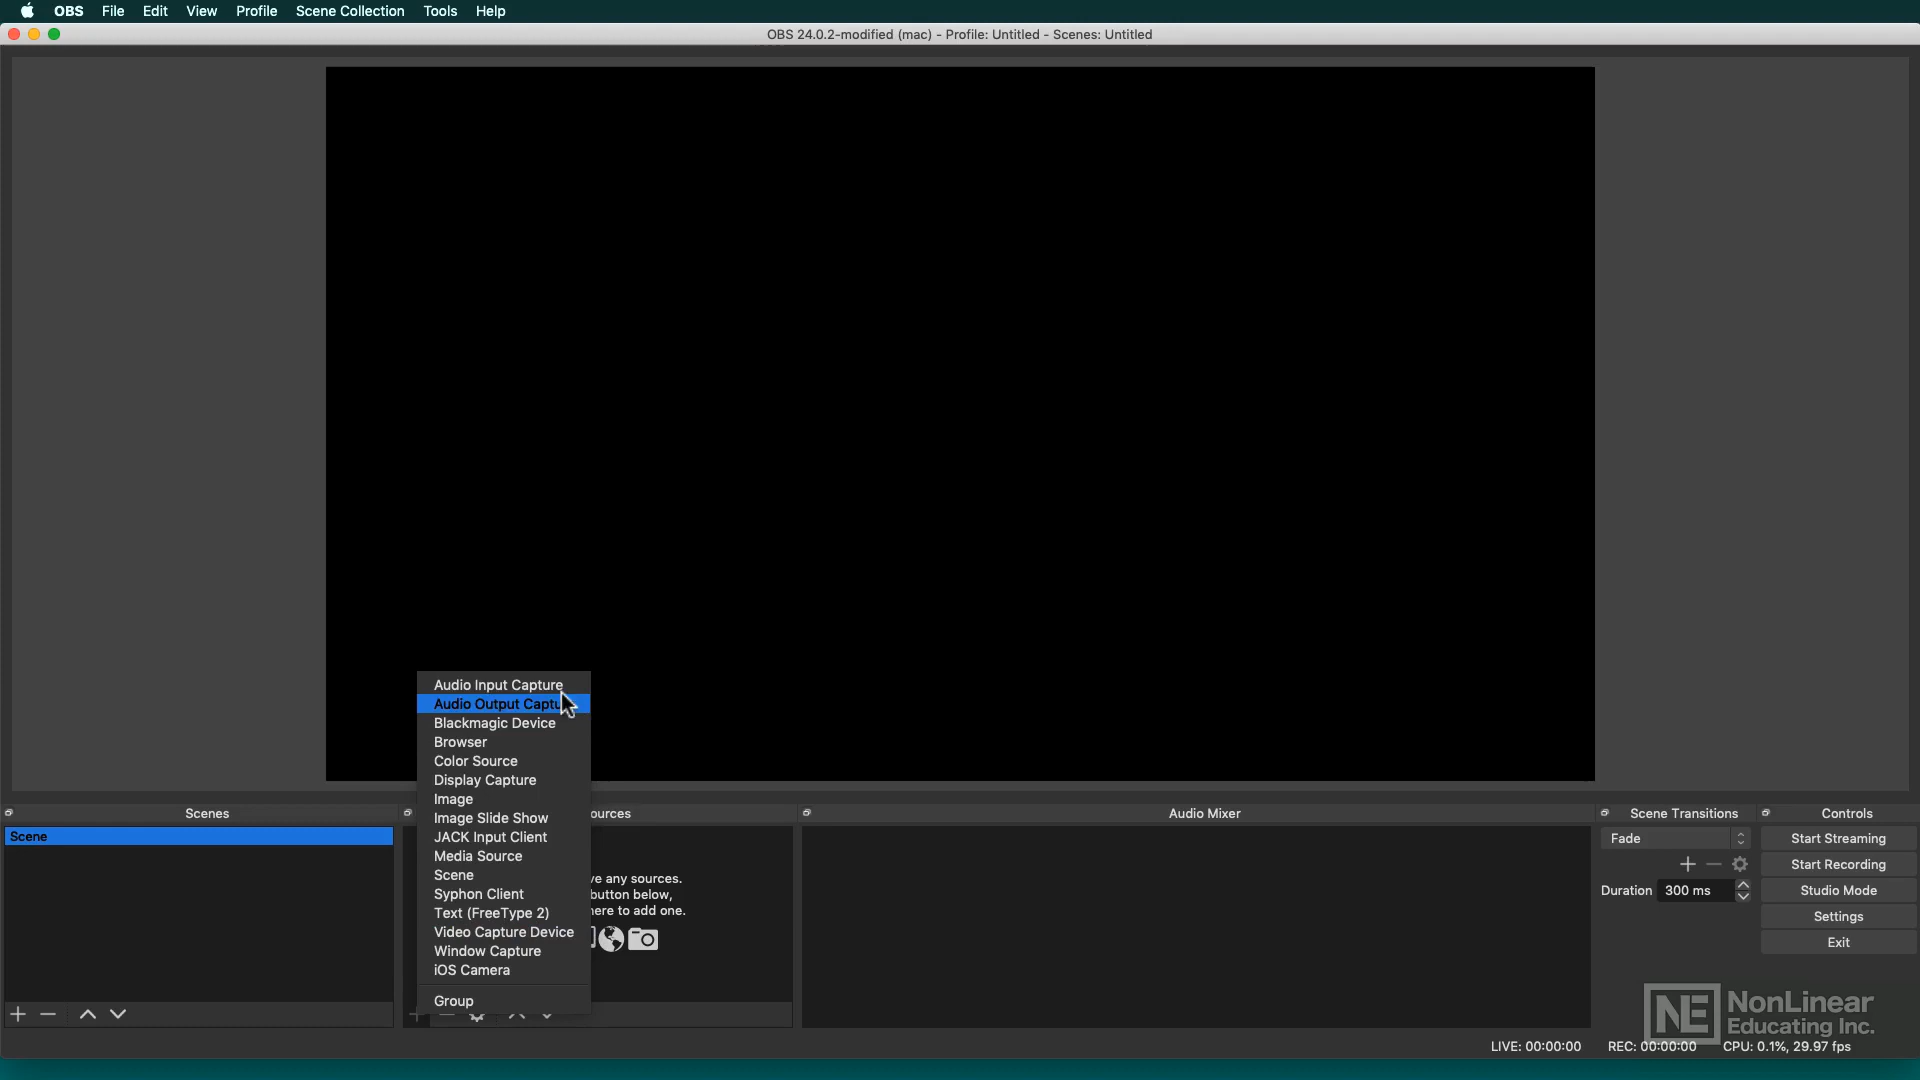 OBS File Edit View Profile Scene Collection Tools Help
OBS 24.0.2-modified (mac) - Profile: Untitled - Scenes: Untitled
Audio Input Capture
Audio Output Captu
Blackmagic Device
Browser
Color Source
Display Capture
Image
Image Slide Show
JACK Input Client
Media Source
Scene
Syphon Client
Text (FreeType 2)
Video Capture Device
Window Capture
iOS Camera
Group
Scenes
Scene
ources
ve any sources.
button below,
here to add one.
Audio Mixer
Scene Transitions
Fade
Duration 300 ms
Controls
Start Streaming
Start Recording
Studio Mode
Settings
Exit
NE NonLinear
Educating Inc.
LIVE: 00:00:00 REC: 00:00:00 CPU: 0.1%, 29.97 fps